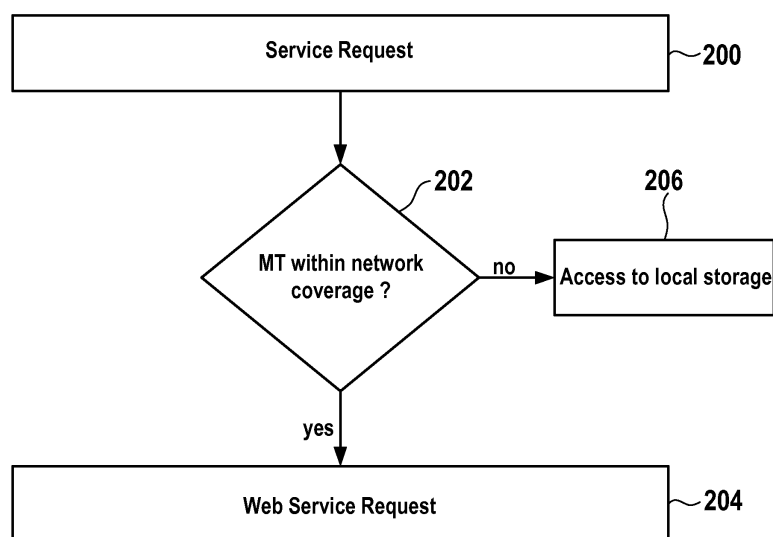 Service Request
200
202
206
MT within network
coverage ?
no
Access to local storage
yes
Web Service Request
204